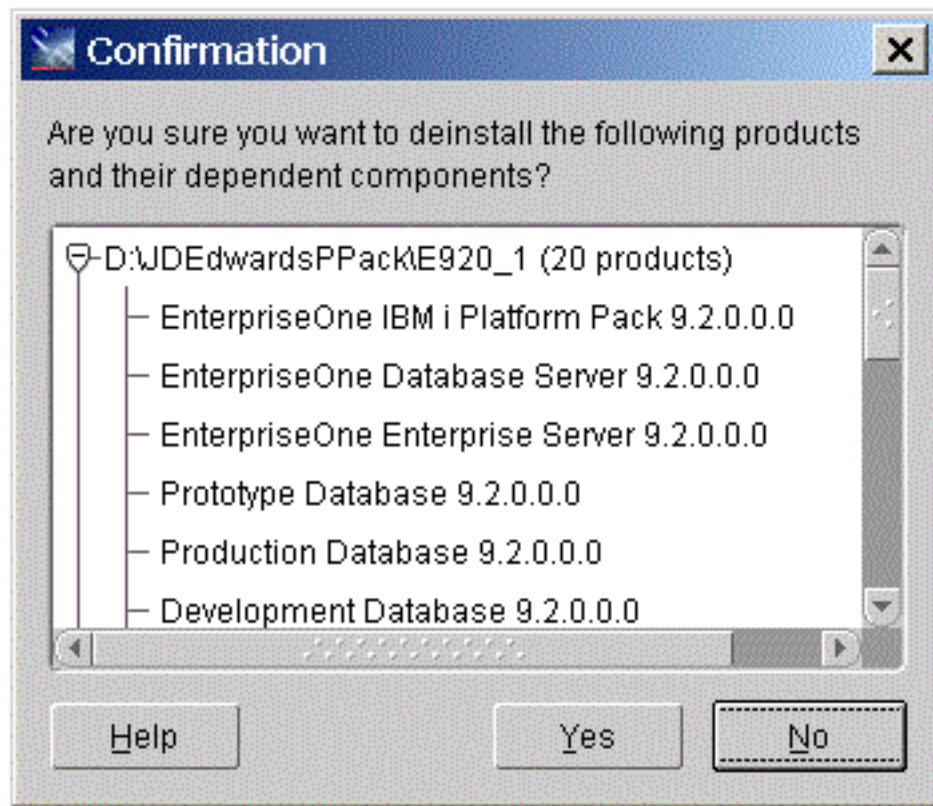 Confirmation
Are you sure you want to deinstall the following products
and their dependent components?
D:\JDEdwardsPPack\E920_1 (20 products)
EnterpriseOne IBM i Platform Pack 9.2.0.0.0
EnterpriseOne Database Server 9.2.0.0.0
EnterpriseOne Enterprise Server 9.2.0.0.0
Prototype Database 9.2.0.0.0
Production Database 9.2.0.0.0
Development Database 9.2.0.0.0
Help Yes No